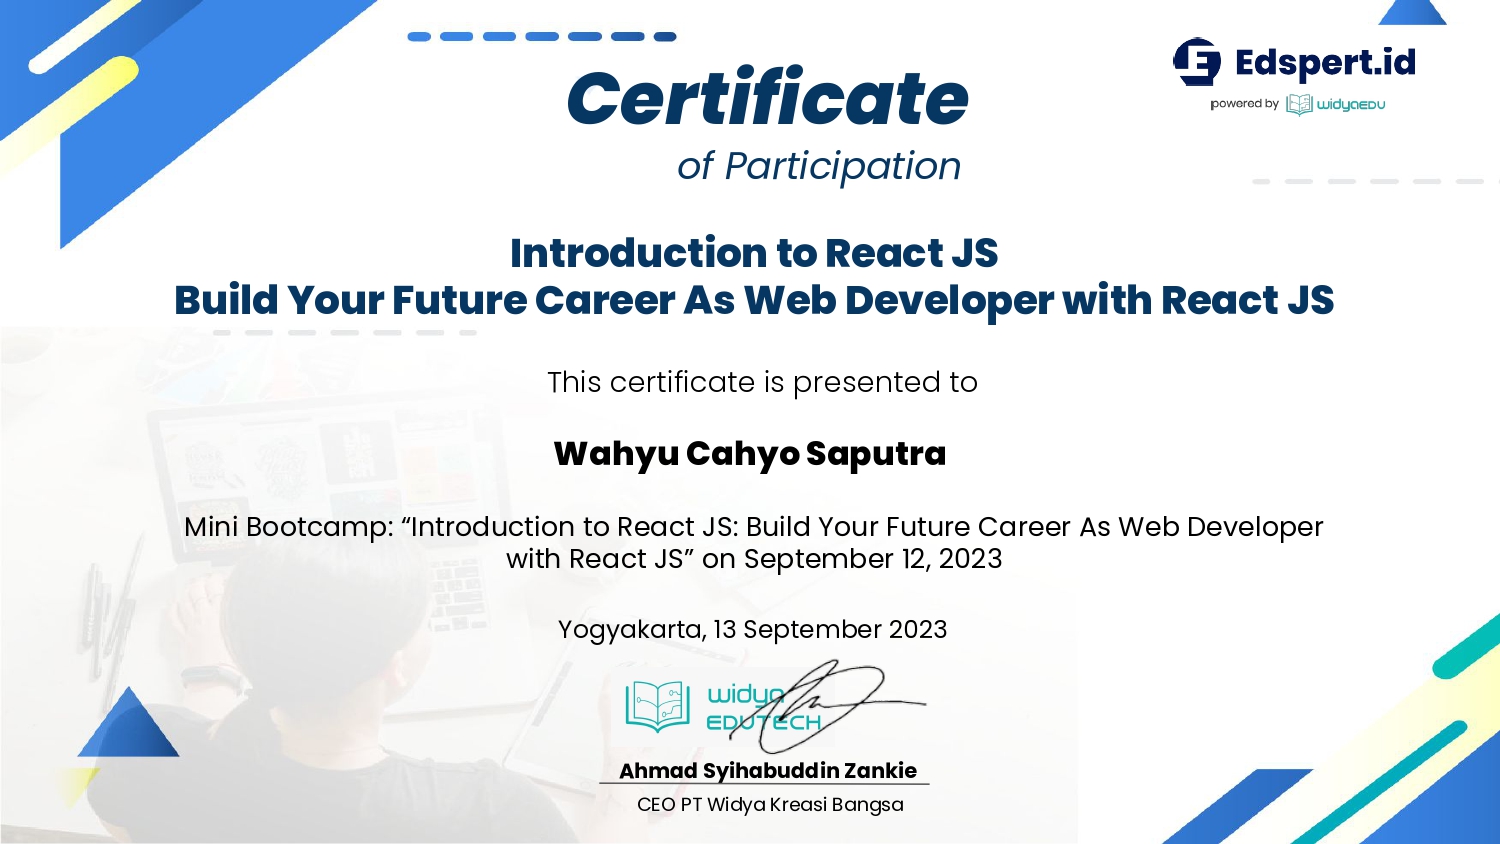 Certificate
of Participation
Edspert.id
powered by widyaEDU
Introduction to React JS
Build Your Future Career As Web Developer with React JS
This certificate is presented to
Wahyu Cahyo Saputra
Mini Bootcamp: “Introduction to React JS: Build Your Future Career As Web Developer
with React JS” on September 12, 2023
Yogyakarta, 13 September 2023
widya
EDUTECH
Ahmad Syihabuddin Zankie
CEO PT Widya Kreasi Bangsa